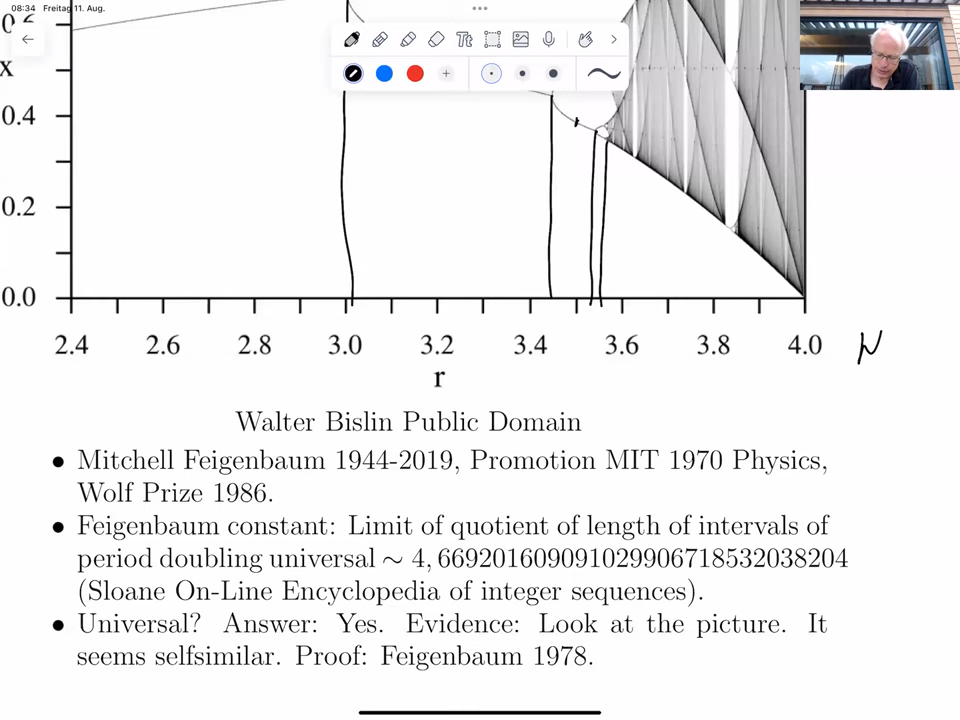 08:34 Freitag 11. Aug.
Tt
x
0.4
0.2
0.0
2.4 2.6 2.8 3.0 3.2 3.4 3.6 3.8 4.0
r
Walter Bislin Public Domain
• Mitchell Feigenbaum 1944-2019, Promotion MIT 1970 Physics,
Wolf Prize 1986.
• Feigenbaum constant: Limit of quotient of length of intervals of
period doubling universal ∼ 4, 669201609091029906718532038204
(Sloane On-Line Encyclopedia of integer sequences).
• Universal? Answer: Yes. Evidence: Look at the picture. It
seems selfsimilar. Proof: Feigenbaum 1978.